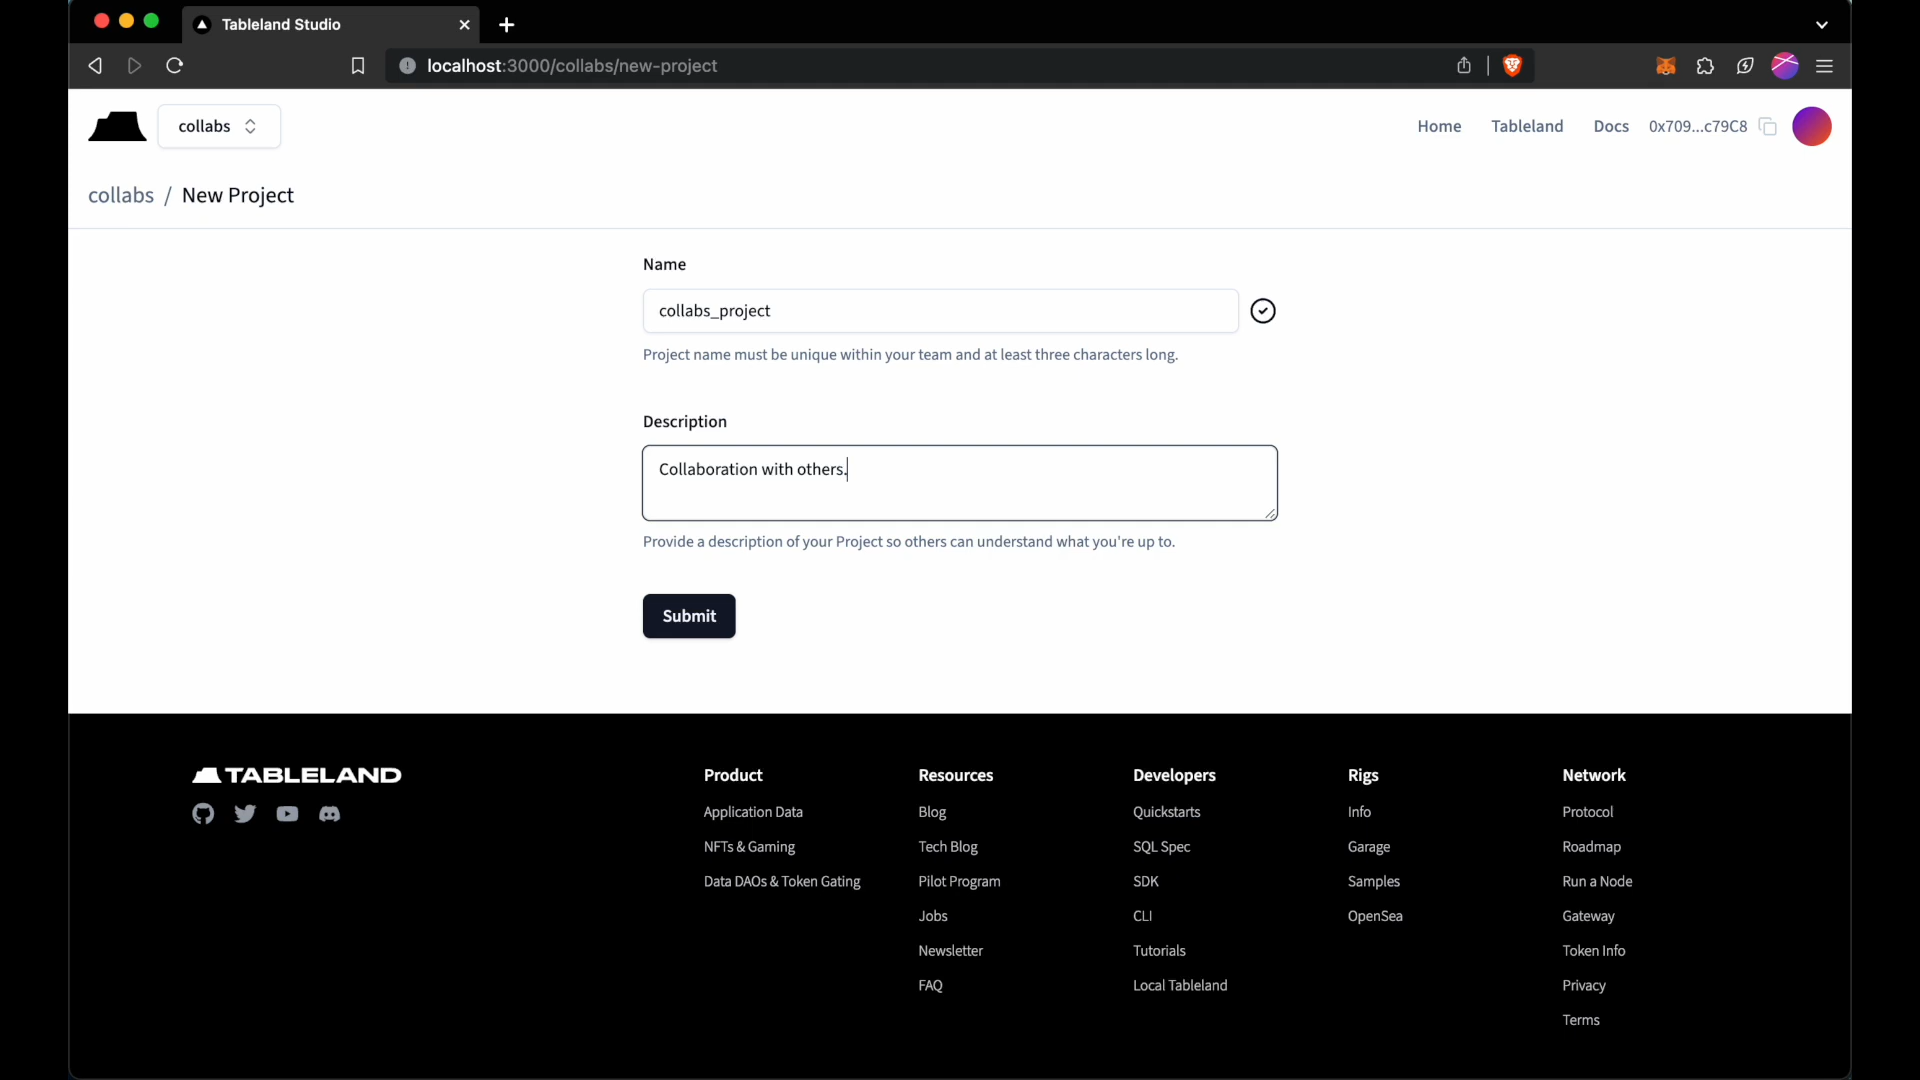 Tableland Studio
localhost:3000/collabs/new-project
collabs
Home
Tableland
Docs
0x709...c79C8
collabs / New Project
Name
collabs_project
Project name must be unique within your team and at least three characters long.
Description
Collaboration with others.
Provide a description of your Project so others can understand what you're up to.
Submit
TABLELAND
Product
Application Data
NFTs & Gaming
Data DAOs & Token Gating
Resources
Blog
Tech Blog
Pilot Program
Jobs
Newsletter
FAQ
Developers
Quickstarts
SQL Spec
SDK
CLI
Tutorials
Local Tableland
Rigs
Info
Garage
Samples
OpenSea
Network
Protocol
Roadmap
Run a Node
Gateway
Token Info
Privacy
Terms